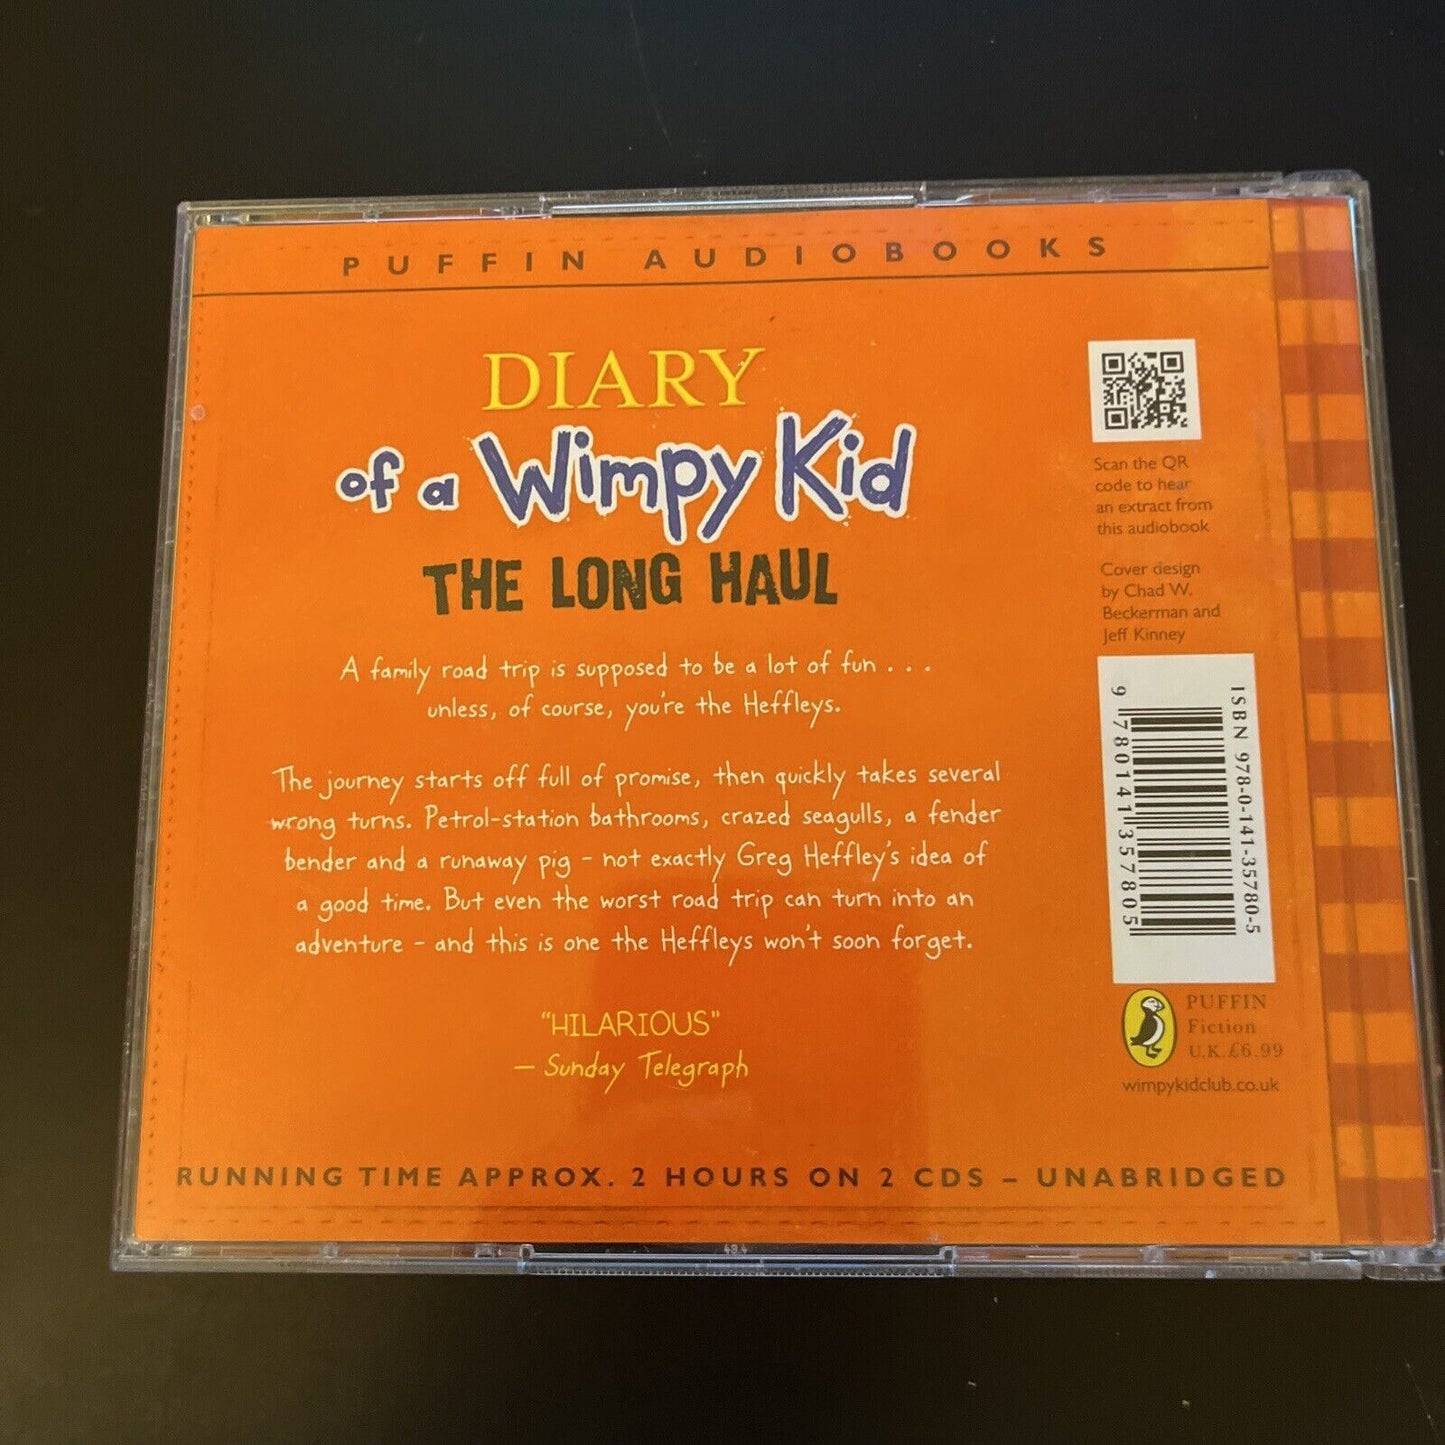 PUFFIN AUDIOBOOKS
DIARY
of a Wimpy Kid
THE LONG HAUL
A family road trip is supposed to be a lot of fun . . .
unless, of course, you're the Heffleys.
The journey starts off full of promise, then quickly takes several
wrong turns. Petrol-station bathrooms, crazed seagulls, a fender
bender and a runaway pig – not exactly Greg Heffley's idea of
a good time. But even the worst road trip can turn into an
adventure – and this is one the Heffleys won't soon forget.
"HILARIOUS"
– Sunday Telegraph
Scan the QR
code to hear
an extract from
this audiobook
Cover design
by Chad W.
Beckerman and
Jeff Kinney
ISBN 978-0-141-35780-5
9 780141 357805
PUFFIN
Fiction
U.K. £6.99
wimpykidclub.co.uk
RUNNING TIME APPROX. 2 HOURS ON 2 CDS – UNABRIDGED